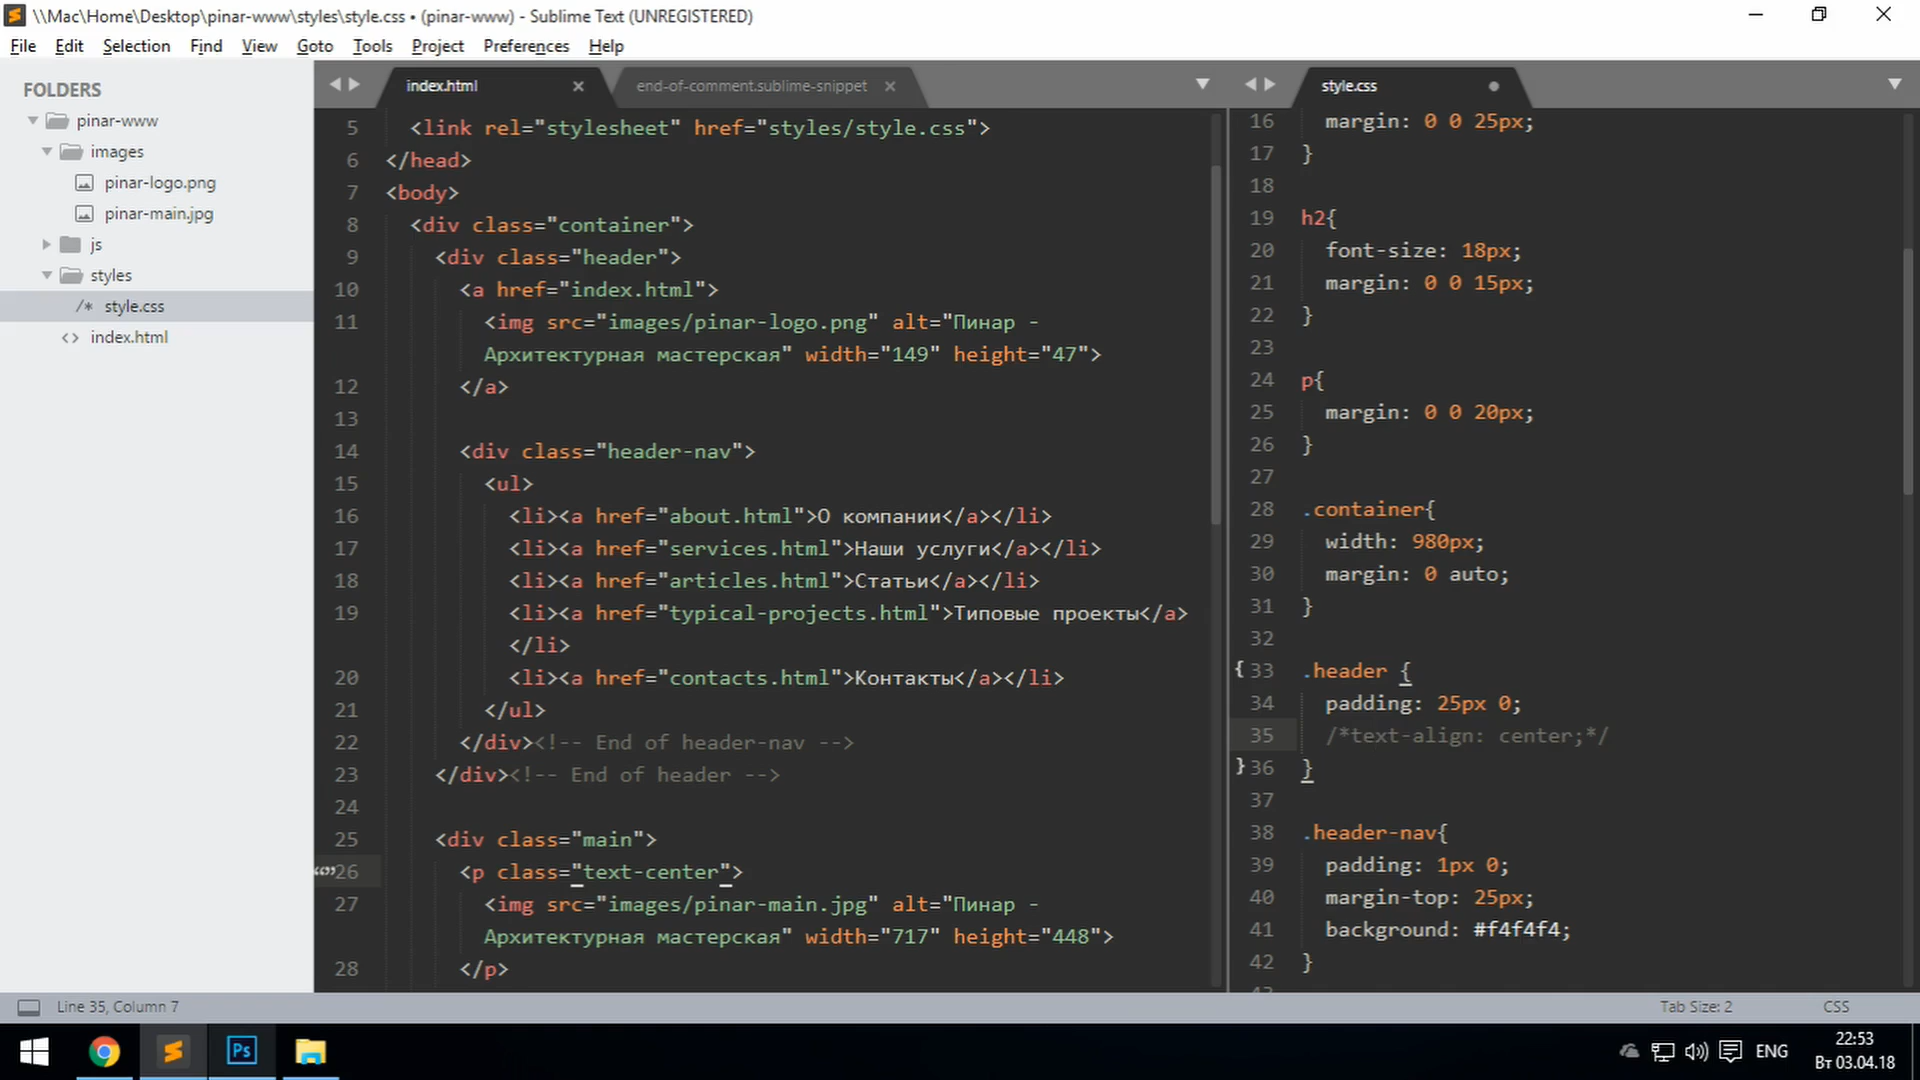 \\Mac\Home\Desktop\pinar-www\styles\style.css • (pinar-www) - Sublime Text (UNREGISTERED)
File Edit Selection Find View Goto Tools Project Preferences Help
FOLDERS
pinar-www
images
pinar-logo.png
pinar-main.jpg
js
styles
/* style.css
<> index.html
index.html
end-of-comment.sublime-snippet
5 <link rel="stylesheet" href="styles/style.css">
6 </head>
7 <body>
8 <div class="container">
9 <div class="header">
10 <a href="index.html">
11 <img src="images/pinar-logo.png" alt="Пинар -
Архитектурная мастерская" width="149" height="47">
12 </a>
13
14 <div class="header-nav">
15 <ul>
16 <li><a href="about.html">О компании</a></li>
17 <li><a href="services.html">Наши услуги</a></li>
18 <li><a href="articles.html">Статьи</a></li>
19 <li><a href="typical-projects.html">Типовые проекты</a>
</li>
20 <li><a href="contacts.html">Контакты</a></li>
21 </ul>
22 </div><!-- End of header-nav -->
23 </div><!-- End of header -->
24
25 <div class="main">
26 <p class="text-center">
27 <img src="images/pinar-main.jpg" alt="Пинар -
Архитектурная мастерская" width="717" height="448">
28 </p>
style.css
16 margin: 0 0 25px;
17 }
18
19 h2{
20 font-size: 18px;
21 margin: 0 0 15px;
22 }
23
24 p{
25 margin: 0 0 20px;
26 }
27
28 .container{
29 width: 980px;
30 margin: 0 auto;
31 }
32
{ 33 .header {
34 padding: 25px 0;
35 /*text-align: center;*/
} 36 }
37
38 .header-nav{
39 padding: 1px 0;
40 margin-top: 25px;
41 background: #f4f4f4;
42 }
Line 35, Column 7
Tab Size: 2
CSS
Ps
ENG
22:53
Вт 03.04.18